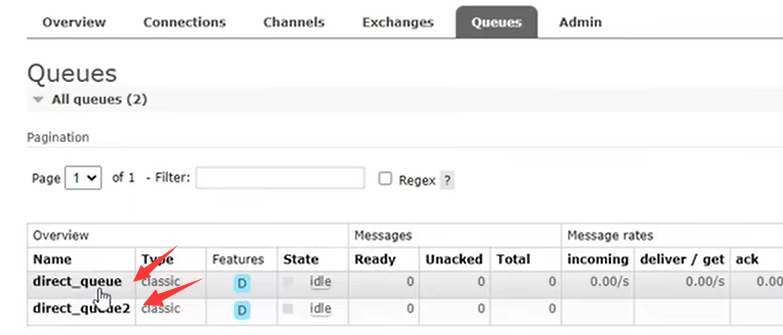 Overview Connections Channels Exchanges Queues Admin
Queues
All queues (2)
Pagination
Page 1 of 1 - Filter: Regex ?
Overview Messages Message rates
Name Type Features State Ready Unacked Total incoming deliver / get ack
direct_queue classic D idle 0 0 0 0.00/s 0.00/s 0.00
direct_queue2 classic D idle 0 0 0